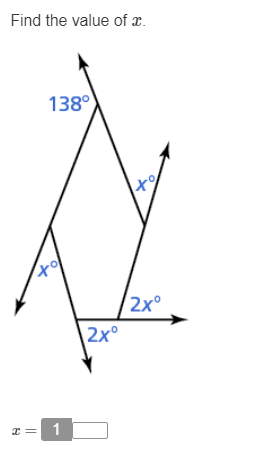 Find the value of x.
138°
x°
x°
2x°
2x°
x = 1